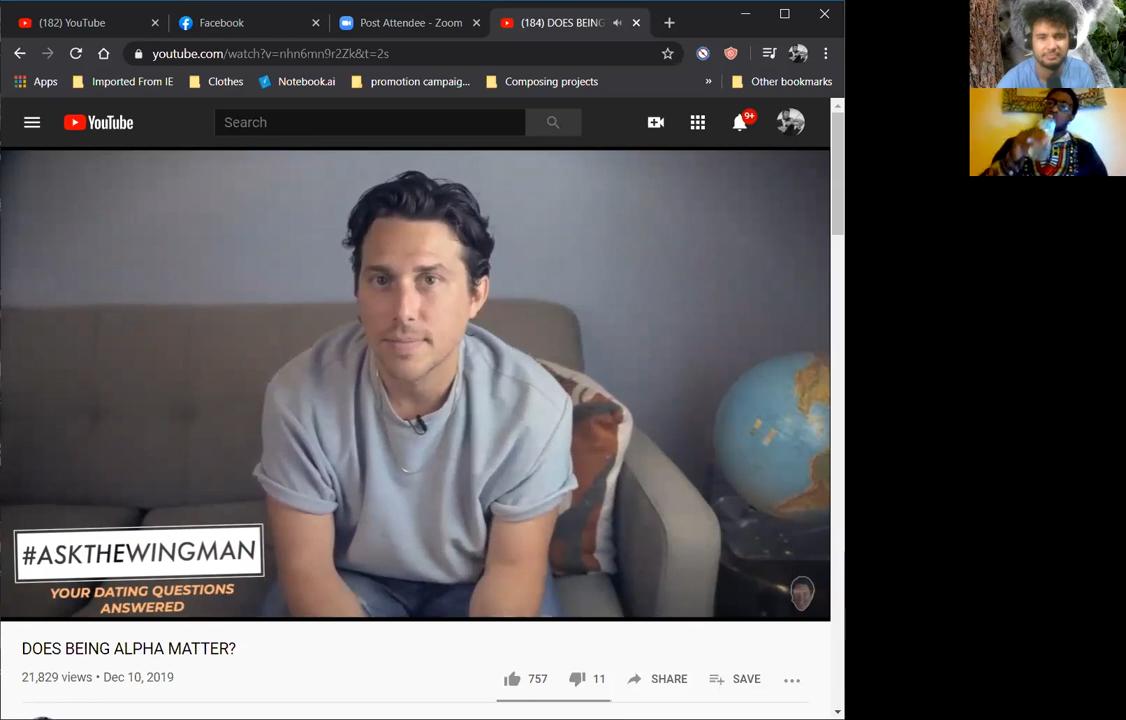 (182) YouTube
Facebook
Post Attendee - Zoom
(184) DOES BEING
youtube.com/watch?v=nhn6mn9r2Zk&t=2s
Apps
Imported From IE
Clothes
Notebook.ai
promotion campaig...
Composing projects
»
Other bookmarks
YouTube
Search
9+
#ASKTHEWINGMAN
YOUR DATING QUESTIONS
ANSWERED
DOES BEING ALPHA MATTER?
21,829 views • Dec 10, 2019
757
11
SHARE
SAVE